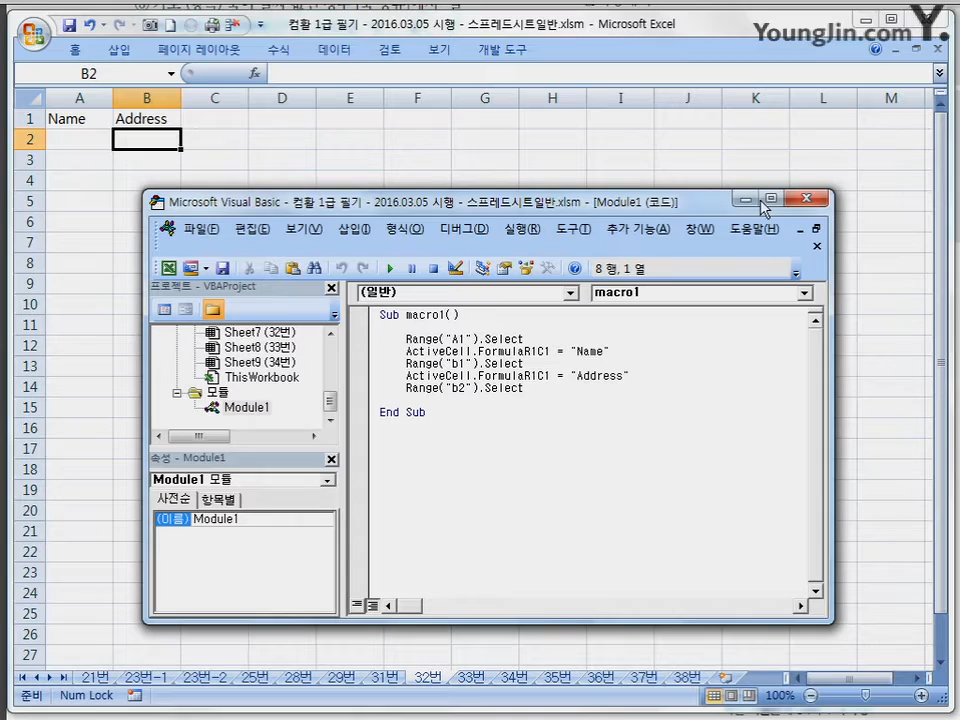 컴활 1급 필기 - 2016.03.05 시행 - 스프레드시트일반.xlsm - Microsoft Excel
YoungJin.com Y.
홈 삽입 페이지 레이아웃 수식 데이터 검토 보기 개발 도구
B2 fx
A B C D E F G H I J K L M
1 Name Address
2
3
4
5
6
7
8
9
10
11
12
13
14
15
16
17
18
19
20
21
22
23
24
25
26
27
Microsoft Visual Basic - 컴활 1급 필기 - 2016.03.05 시행 - 스프레드시트일반.xlsm - [Module1 (코드)]
파일(F) 편집(E) 보기(V) 삽입(I) 형식(O) 디버그(D) 실행(R) 도구(T) 추가 기능(A) 창(W) 도움말(H)
8 행, 1 열
프로젝트 - VBAProject
Sheet7 (32번)
Sheet8 (33번)
Sheet9 (34번)
ThisWorkbook
모듈
Module1
속성 - Module1
Module1 모듈
사전순 항목별
(이름) Module1
(일반) macro1
Sub macro1()
Range("A1").Select
ActiveCell.FormulaR1C1 = "Name"
Range("b1").Select
ActiveCell.FormulaR1C1 = "Address"
Range("b2").Select
End Sub
21번 23번-1 23번-2 25번 28번 29번 31번 32번 33번 34번 35번 36번 37번 38번
준비 Num Lock 100%